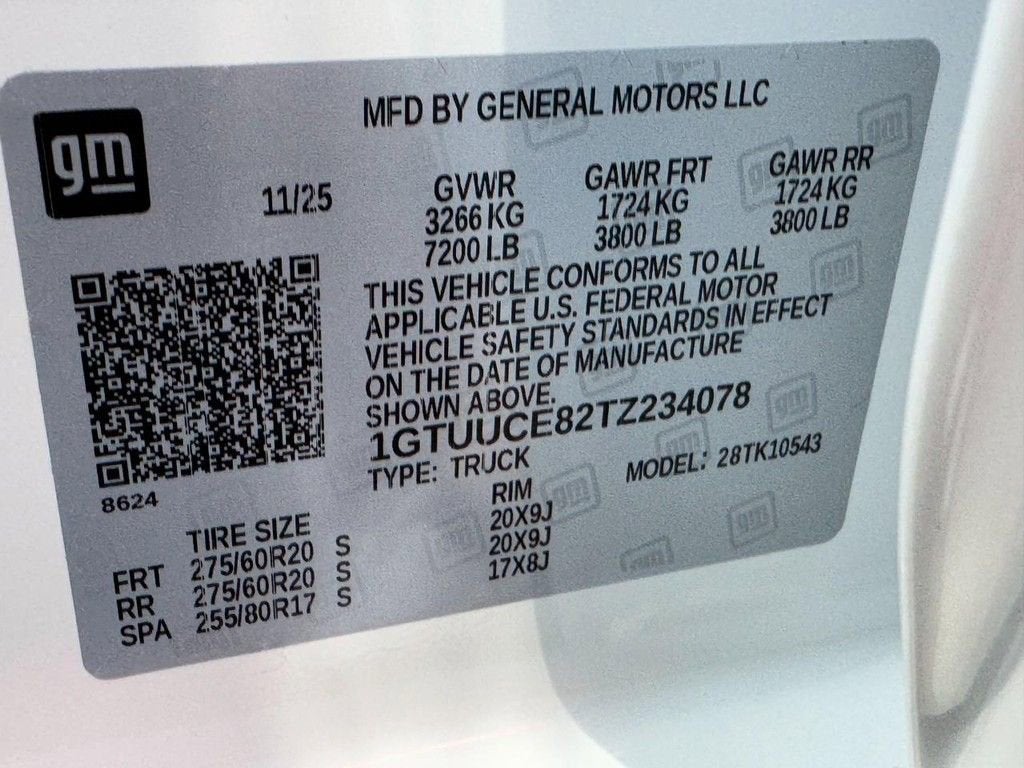 gm
MFD BY GENERAL MOTORS LLC
11/25
GVWR
3266 KG
7200 LB
GAWR FRT
1724 KG
3800 LB
GAWR RR
1724 KG
3800 LB
THIS VEHICLE CONFORMS TO ALL
APPLICABLE U.S. FEDERAL MOTOR
VEHICLE SAFETY STANDARDS IN EFFECT
ON THE DATE OF MANUFACTURE
SHOWN ABOVE.
1GTUUCE82TZ234078
TYPE: TRUCK MODEL: 28TK10543
8624
TIRE SIZE RIM
FRT 275/60R20 S 20X9J
RR 275/60R20 S 20X9J
SPA 255/80R17 S 17X8J